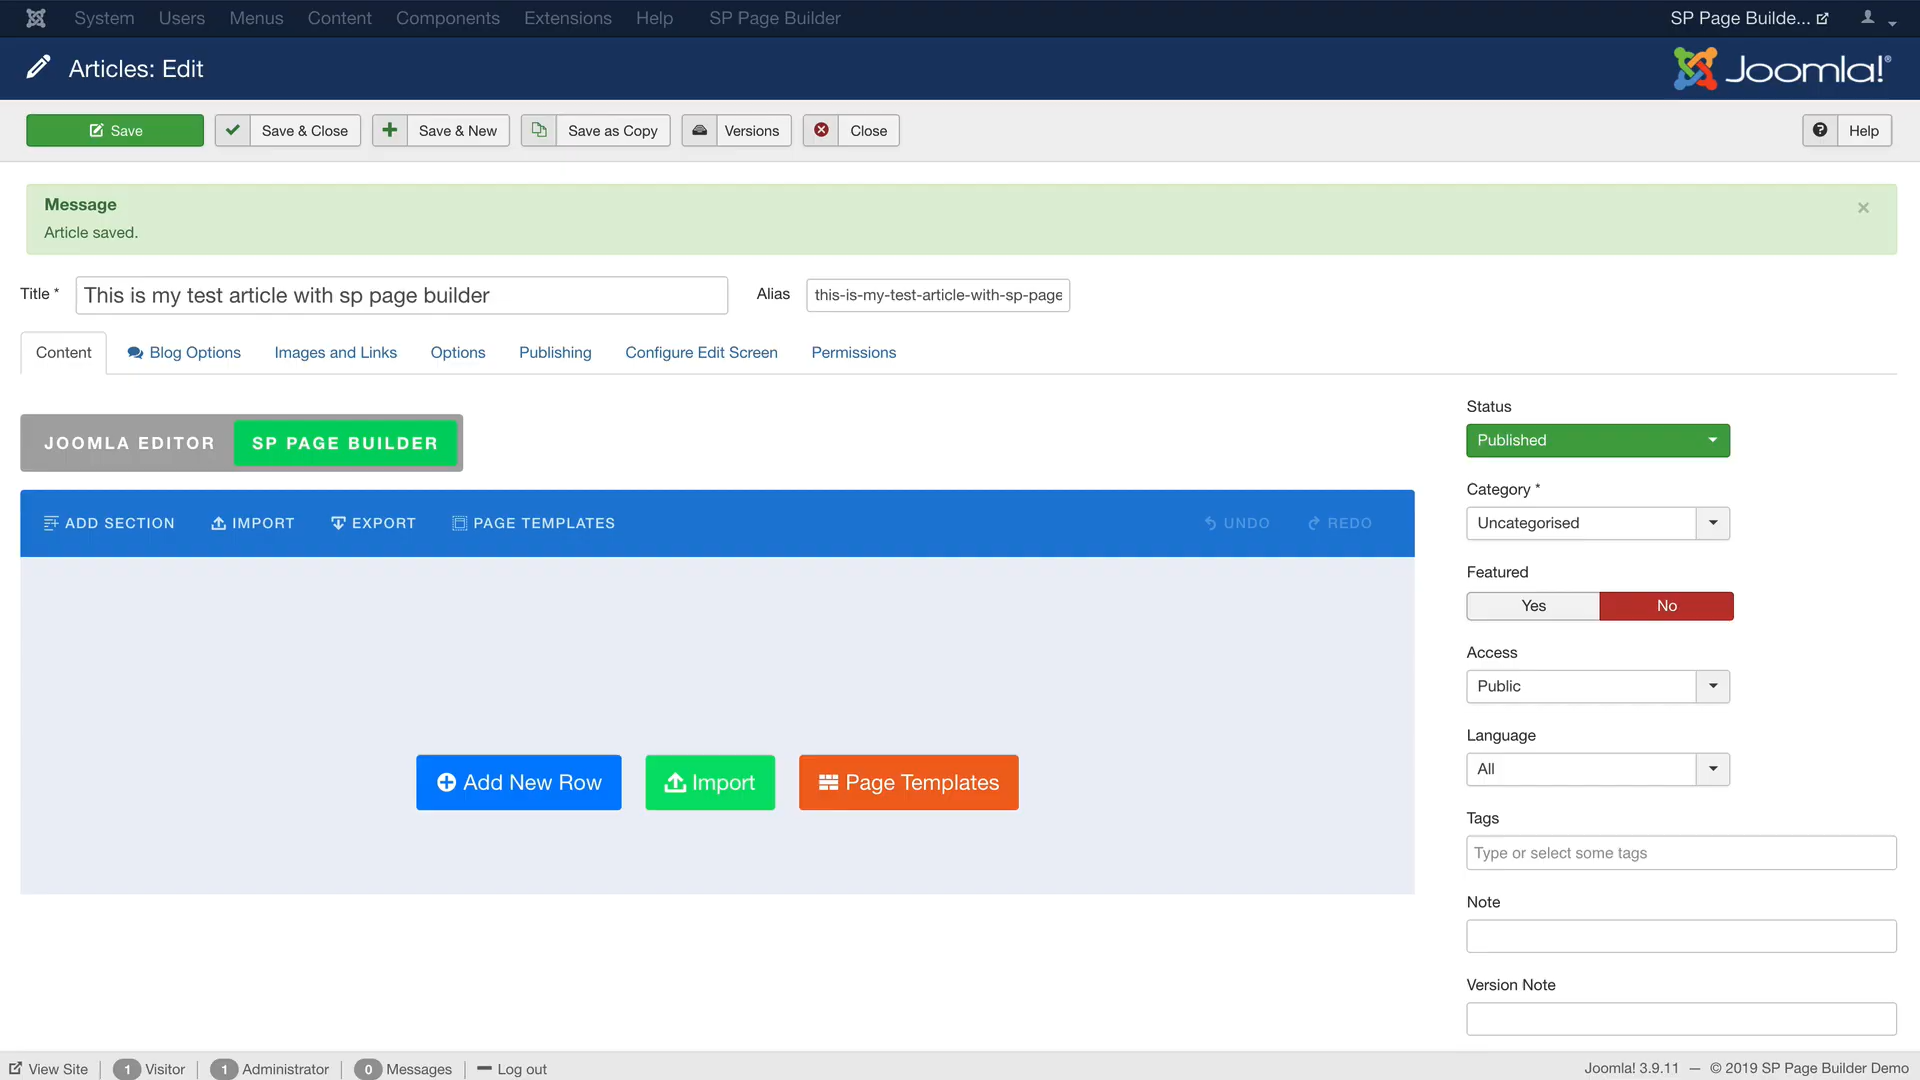 System Users Menus Content Components Extensions Help SP Page Builder SP Page Builde...
Articles: Edit Joomla!®
Save Save & Close Save & New Save as Copy Versions Close Help
Message ×
Article saved.
Title * This is my test article with sp page builder Alias this-is-my-test-article-with-sp-page
Content Blog Options Images and Links Options Publishing Configure Edit Screen Permissions
JOOMLA EDITOR SP PAGE BUILDER
ADD SECTION IMPORT EXPORT PAGE TEMPLATES UNDO REDO
Add New Row Import Page Templates
Status
Published
Category *
Uncategorised
Featured
Yes No
Access
Public
Language
All
Tags
Type or select some tags
Note
Version Note
View Site 1 Visitor 1 Administrator 0 Messages Log out Joomla! 3.9.11 — © 2019 SP Page Builder Demo